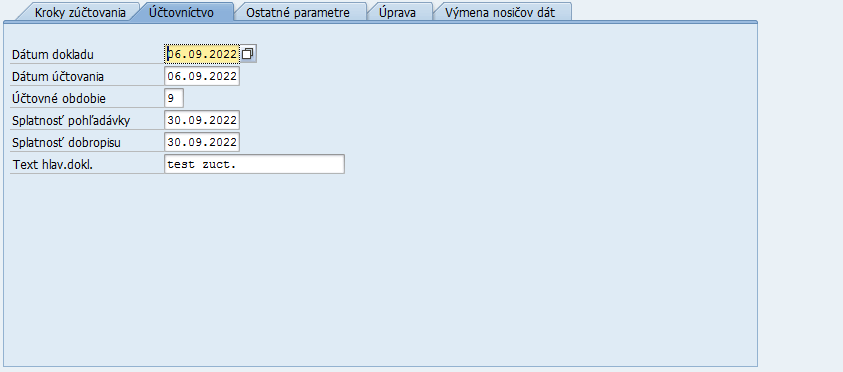 Kroky zúčtovania Účtovníctvo Ostatné parametre Úprava Výmena nosičov dát
Dátum dokladu 06.09.2022
Dátum účtovania 06.09.2022
Účtovné obdobie 9
Splatnosť pohľadávky 30.09.2022
Splatnosť dobropisu 30.09.2022
Text hlav.dokl. test zuct.